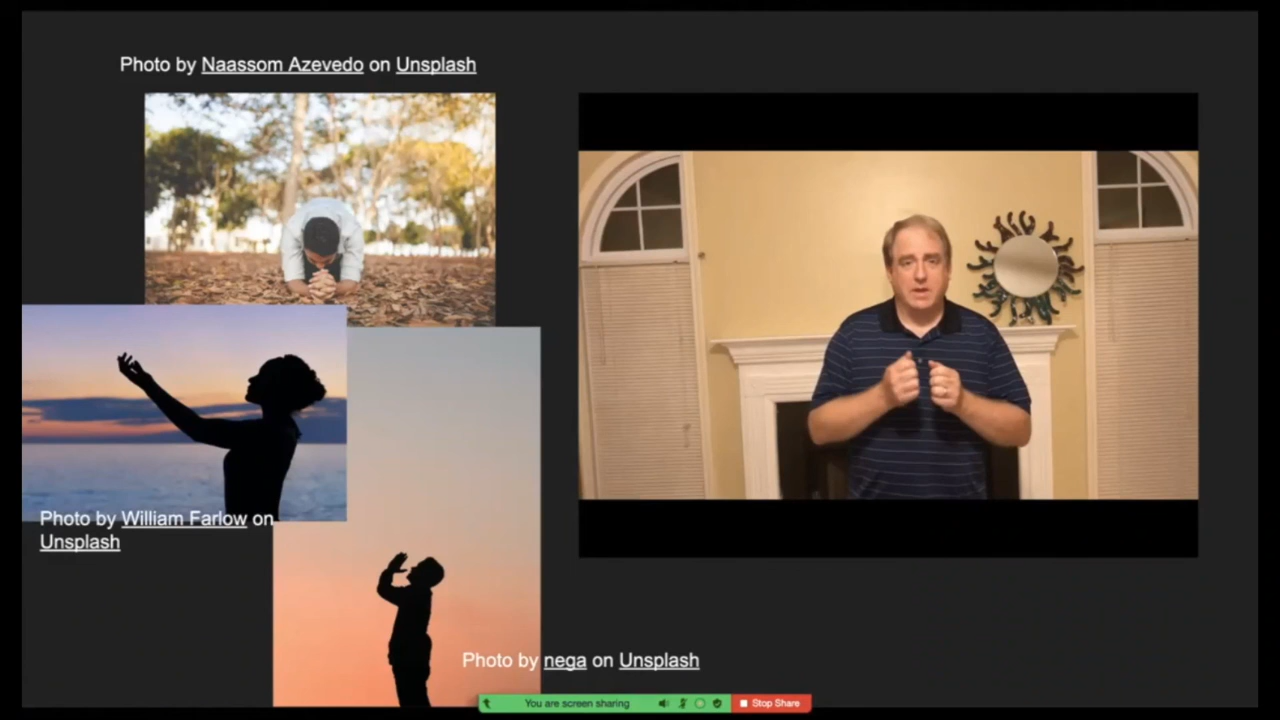 Photo by Naassom Azevedo on Unsplash
Photo by William Farlow on
Unsplash
Photo by nega on Unsplash
You are screen sharing
Stop Share